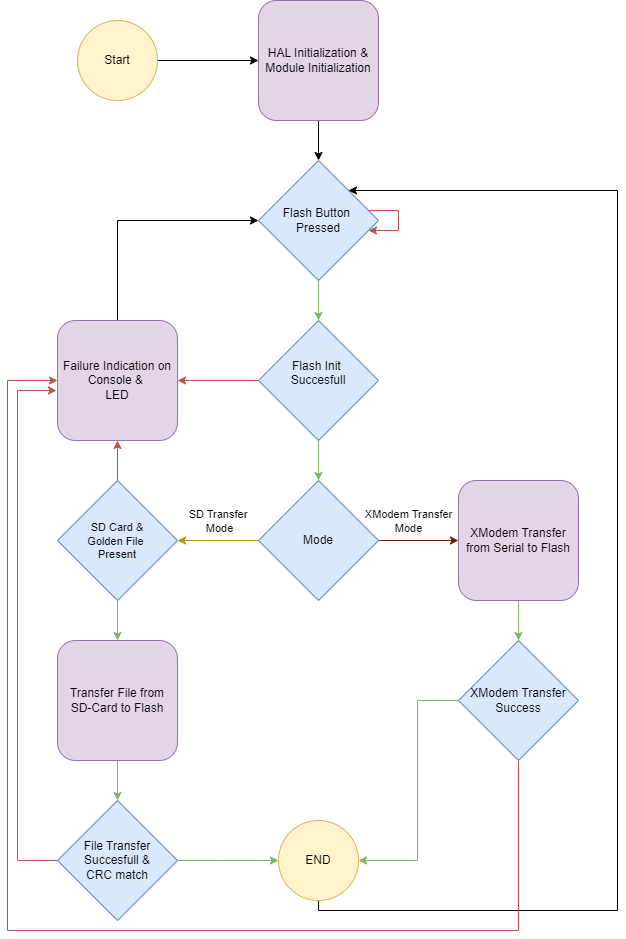 Start
HAL Initialization &
Module Initialization
Flash Button
Pressed
Failure Indication on
Console &
LED
Flash Init
Succesfull
SD Card &
Golden File
Present
SD Transfer
Mode
Mode
XModem Transfer
Mode
XModem Transfer
from Serial to Flash
Transfer File from
SD-Card to Flash
XModem Transfer
Success
File Transfer
Succesfull &
CRC match
END